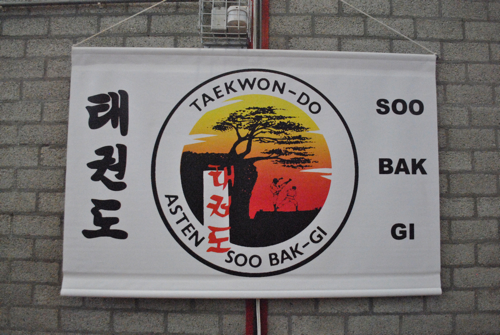 태권도
TAEKWON-DO
태권도
ASTEN SOO BAK-GI
SOO
BAK
GI